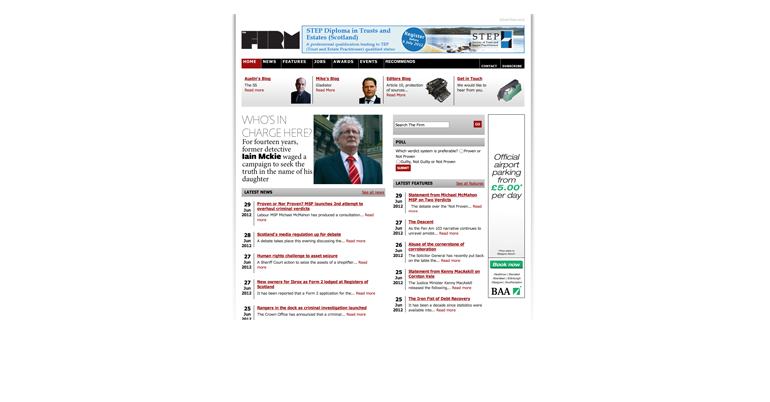 Advertisement
THE FIRM
STEP Diploma in Trusts and
Estates (Scotland)
A professional qualification leading to TEP
(Trust and Estate Practitioner) qualified status
Register
before
6 July 2012
STEP
HOME NEWS FEATURES JOBS AWARDS EVENTS RECOMMENDS CONTACT SUBSCRIBE
Austin's Blog
The SS
Read more
Mike's Blog
Gladiator
Read More
Editors Blog
Article 10, protection
of sources...
Read more
Get in Touch
We would like to
hear from you.
WHO'S IN
CHARGE HERE?
For fourteen years,
former detective
Iain Mckie waged a
campaign to seek the
truth in the name of his
daughter
LATEST NEWS See all news
29 Jun 2012
Proven or Nor Proven? MSP launches 2nd attempt to
overhaul criminal verdicts
Labour MSP Michael McMahon has produced a consultation... Read
more
28 Jun 2012
Scotland's media regulation up for debate
A debate takes place this evening discussing the... Read more
27 Jun 2012
Human rights challenge to asset seizure
A Sheriff Court action to seize the assets of a shoplifter... Read
more
27 Jun 2012
New owners for Ibrox as Form 2 lodged at Registers of
Scotland
It has been reported that a Form 2 application for the... Read more
25 Jun 2012
Rangers in the dock as criminal investigation launched
The Crown Office has announced that a criminal... Read more
Search The Firm GO
POLL
Which verdict system is preferable? Proven or
Not Proven
Guilty, Not Guilty or Not Proven
SUBMIT
LATEST FEATURES See all features
29 Jun 2012
Statement from Michael McMahon
MSP on Two Verdicts
The debate over the 'Not Proven... Read
more
27 Jun 2012
The Descent
As the Pan Am 103 narrative continues to
unravel amidst... Read more
26 Jun 2012
Abuse of the cornerstone of
corroboration
The Solicitor General has recently put back
on the table the... Read more
25 Jun 2012
Statement from Kenny MacAskill on
Cornton Vale
The Justice Minister Kenny MacAskill
released the following... Read more
25 Jun 2012
The Iron Fist of Debt Recovery
It has been a decade since statistics were
available into... Read more
Official
airport
parking
from
£5.00*
per day
Book now
Heathrow | Stansted
Aberdeen | Edinburgh
Glasgow | Southampton
BAA